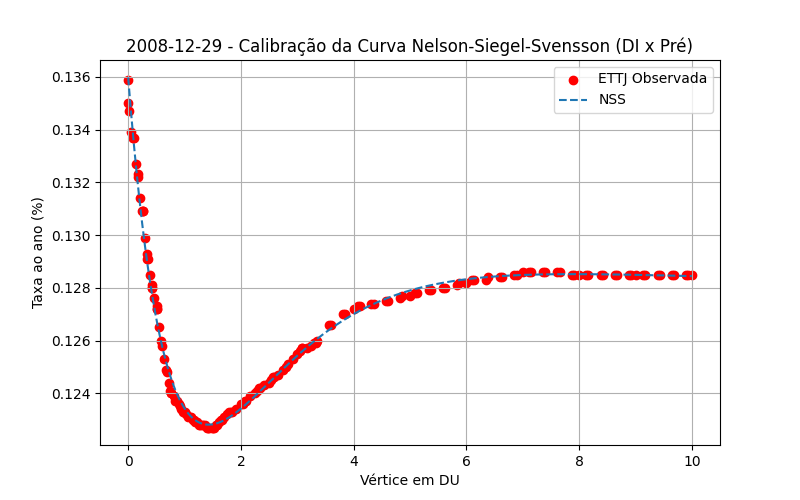 2008-12-29 - Calibração da Curva Nelson-Siegel-Svensson (DI x Pré)
ETTJ Observada
NSS
Taxa ao ano (%)
0.136
0.134
0.132
0.130
0.128
0.126
0.124
0 2 4 6 8 10
Vértice em DU